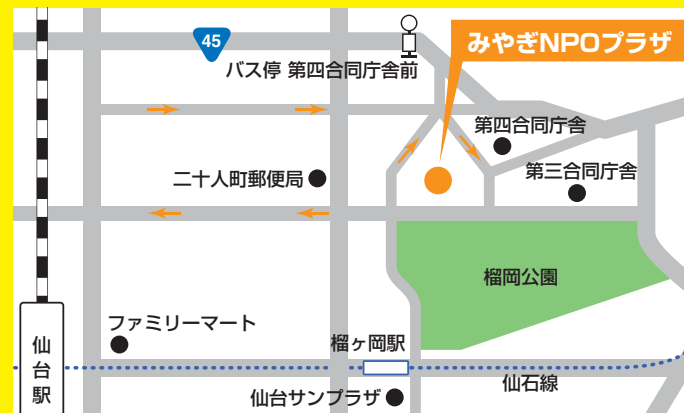 45
みやぎNPOプラザ
バス停 第四合同庁舎前
第四合同庁舎
第三合同庁舎
二十人町郵便局
榴岡公園
ファミリーマート
榴ヶ岡駅
仙台駅
仙石線
仙台サンプラザ